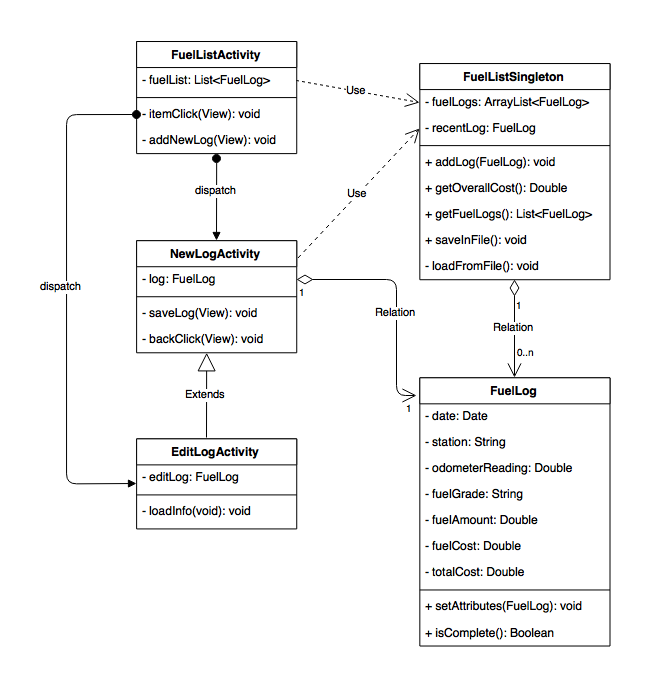 FuelListActivity
- fuelList: List<FuelLog>
- itemClick(View): void
- addNewLog(View): void
Use
FuelListSingleton
- fuelLogs: ArrayList<FuelLog>
- recentLog: FuelLog
+ addLog(FuelLog): void
+ getOverallCost(): Double
+ getFuelLogs(): List<FuelLog>
+ saveInFile(): void
- loadFromFile(): void
dispatch
Use
NewLogActivity
- log: FuelLog
- saveLog(View): void
- backClick(View): void
1
Relation
1
dispatch
1
Relation
0..n
Extends
EditLogActivity
- editLog: FuelLog
- loadInfo(void): void
FuelLog
- date: Date
- station: String
- odometerReading: Double
- fuelGrade: String
- fuelAmount: Double
- fuelCost: Double
- totalCost: Double
+ setAttributes(FuelLog): void
+ isComplete(): Boolean